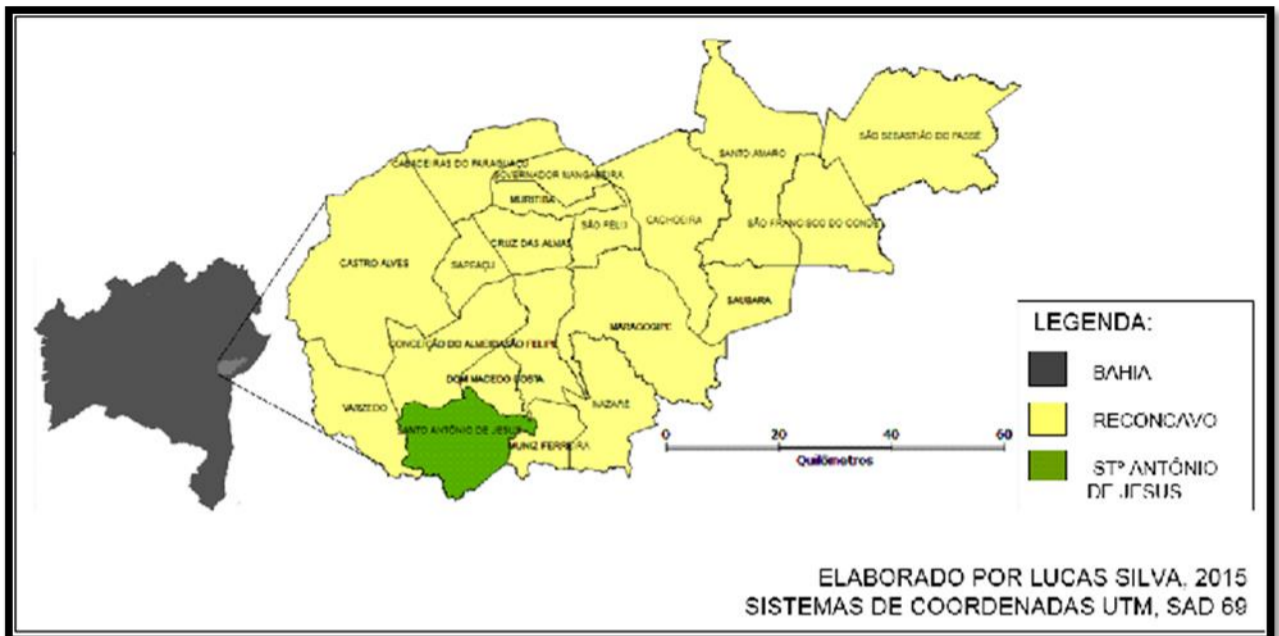 SÃO SEBASTIÃO DO PASSÉ
SANTO AMARO
CABACEIRAS DO PARAGUAÇU
GOVERNADOR MANGABEIRA
MURITIBA
SÃO FELIX
CACHOEIRA
SÃO FRANCISCO DO CONDE
CRUZ DAS ALMAS
CASTRO ALVES
SAPEAÇU
SAUBARA
MARAGOGIPE
CONCEIÇÃO DO ALMEIDA
SÃO FELIPE
DOM MACEDO COSTA
VARZEDO
NAZARÉ
SANTO ANTÔNIO DE JESUS
MUNIZ FERREIRA
0 20 40 60
Quilômetros
LEGENDA:
BAHIA
RECONCAVO
STº ANTÔNIO
DE JESUS
ELABORADO POR LUCAS SILVA, 2015
SISTEMAS DE COORDENADAS UTM, SAD 69